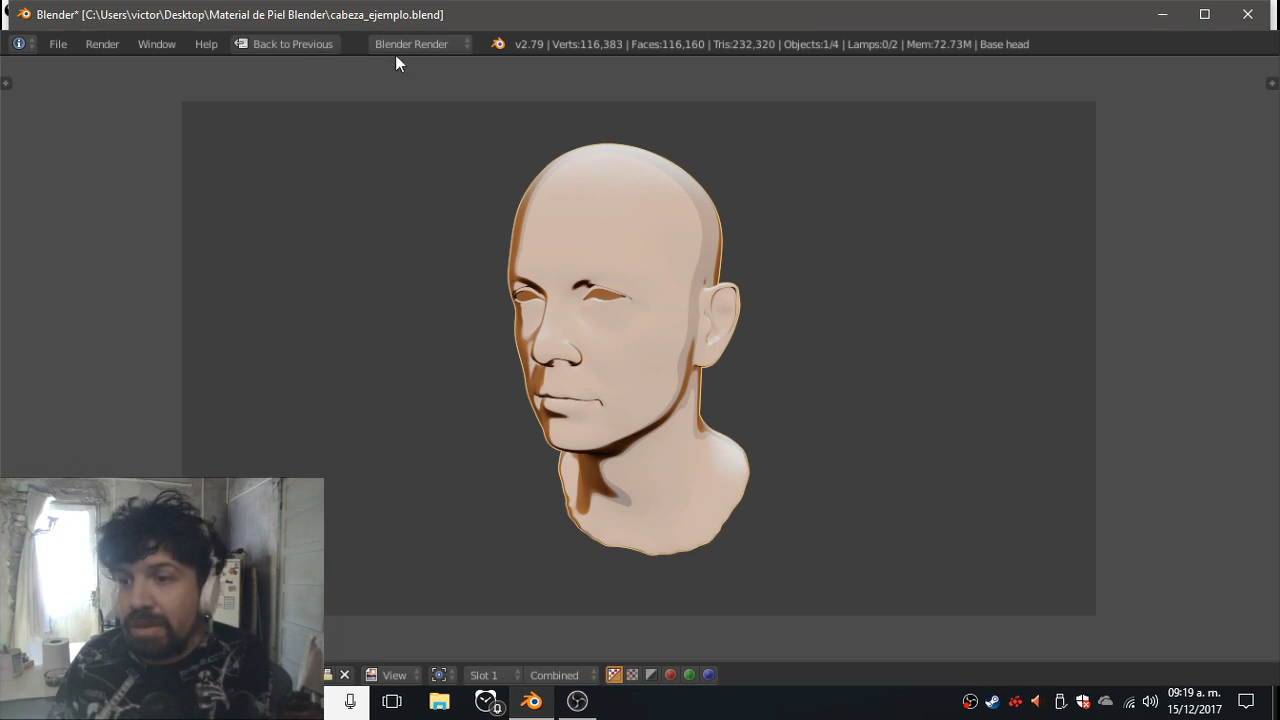 Blender* [C:\Users\victor\Desktop\Material de Piel Blender\cabeza_ejemplo.blend]
File Render Window Help Back to Previous Blender Render v2.79 | Verts:116,383 | Faces:116,160 | Tris:232,320 | Objects:1/4 | Lamps:0/2 | Mem:72.73M | Base head
View Slot 1 Combined
09:19 a. m.
15/12/2017